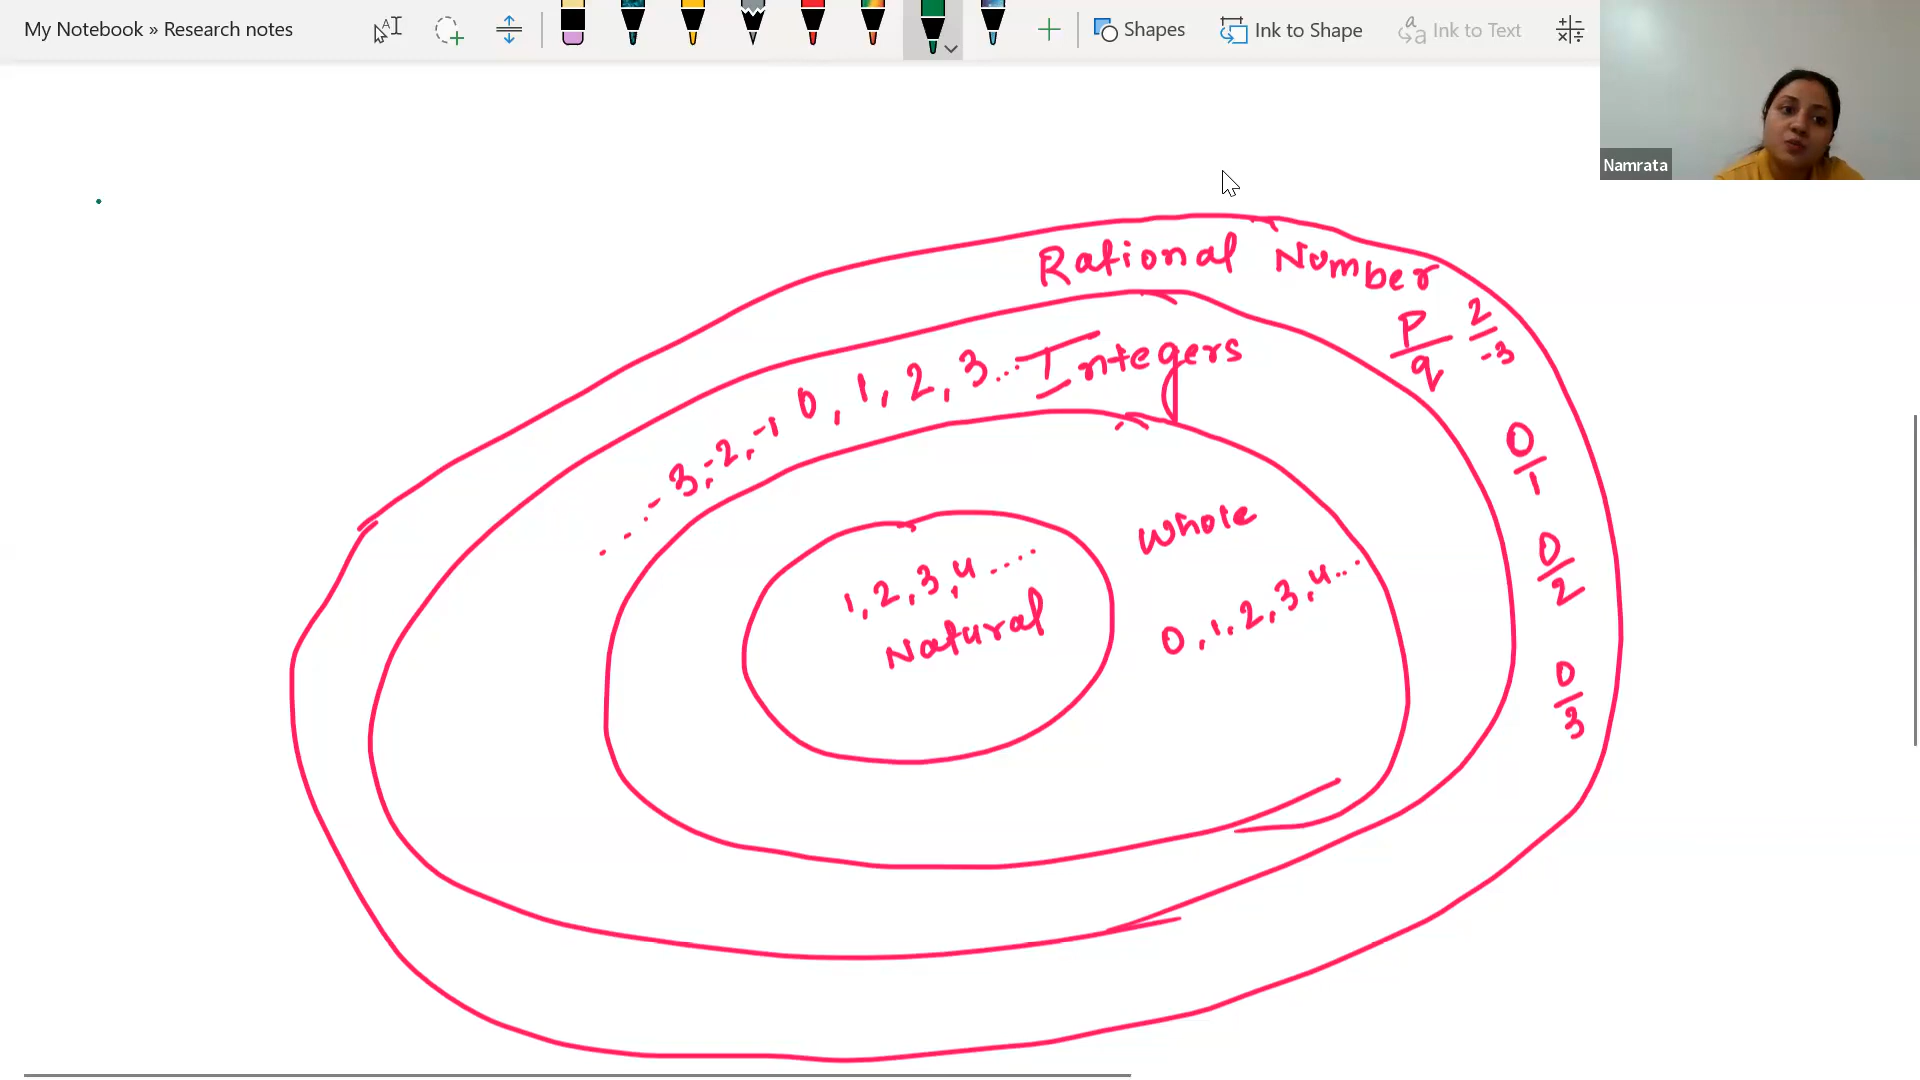 My Notebook » Research notes
Shapes
Ink to Shape
Ink to Text
Namrata
Rational Number
P/q 2/-3
... -3, -2, -1 0, 1, 2, 3... Integers
0/1
Whole
0/2
1, 2, 3, 4 ....
0, 1, 2, 3, 4...
Natural
0/3